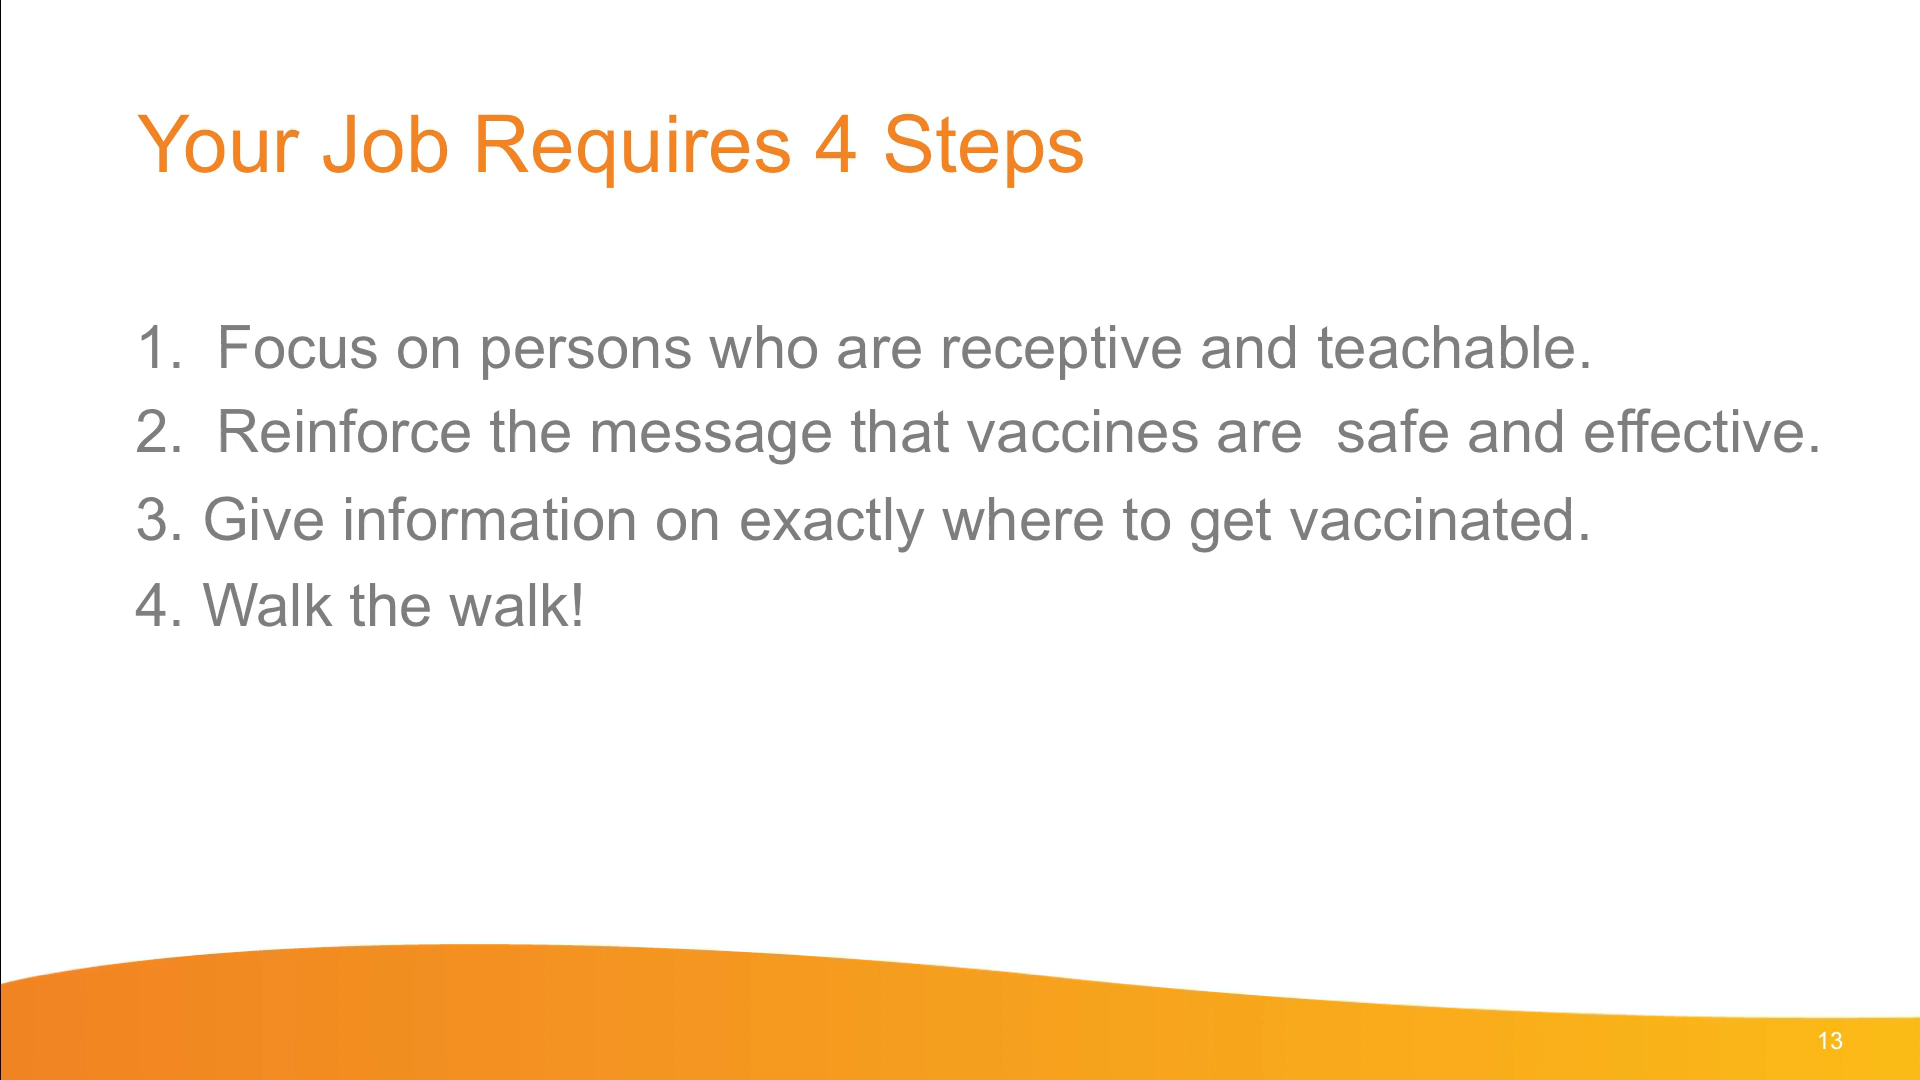 Your Job Requires 4 Steps
1. Focus on persons who are receptive and teachable.
2. Reinforce the message that vaccines are  safe and effective.
3. Give information on exactly where to get vaccinated.
4. Walk the walk!
13